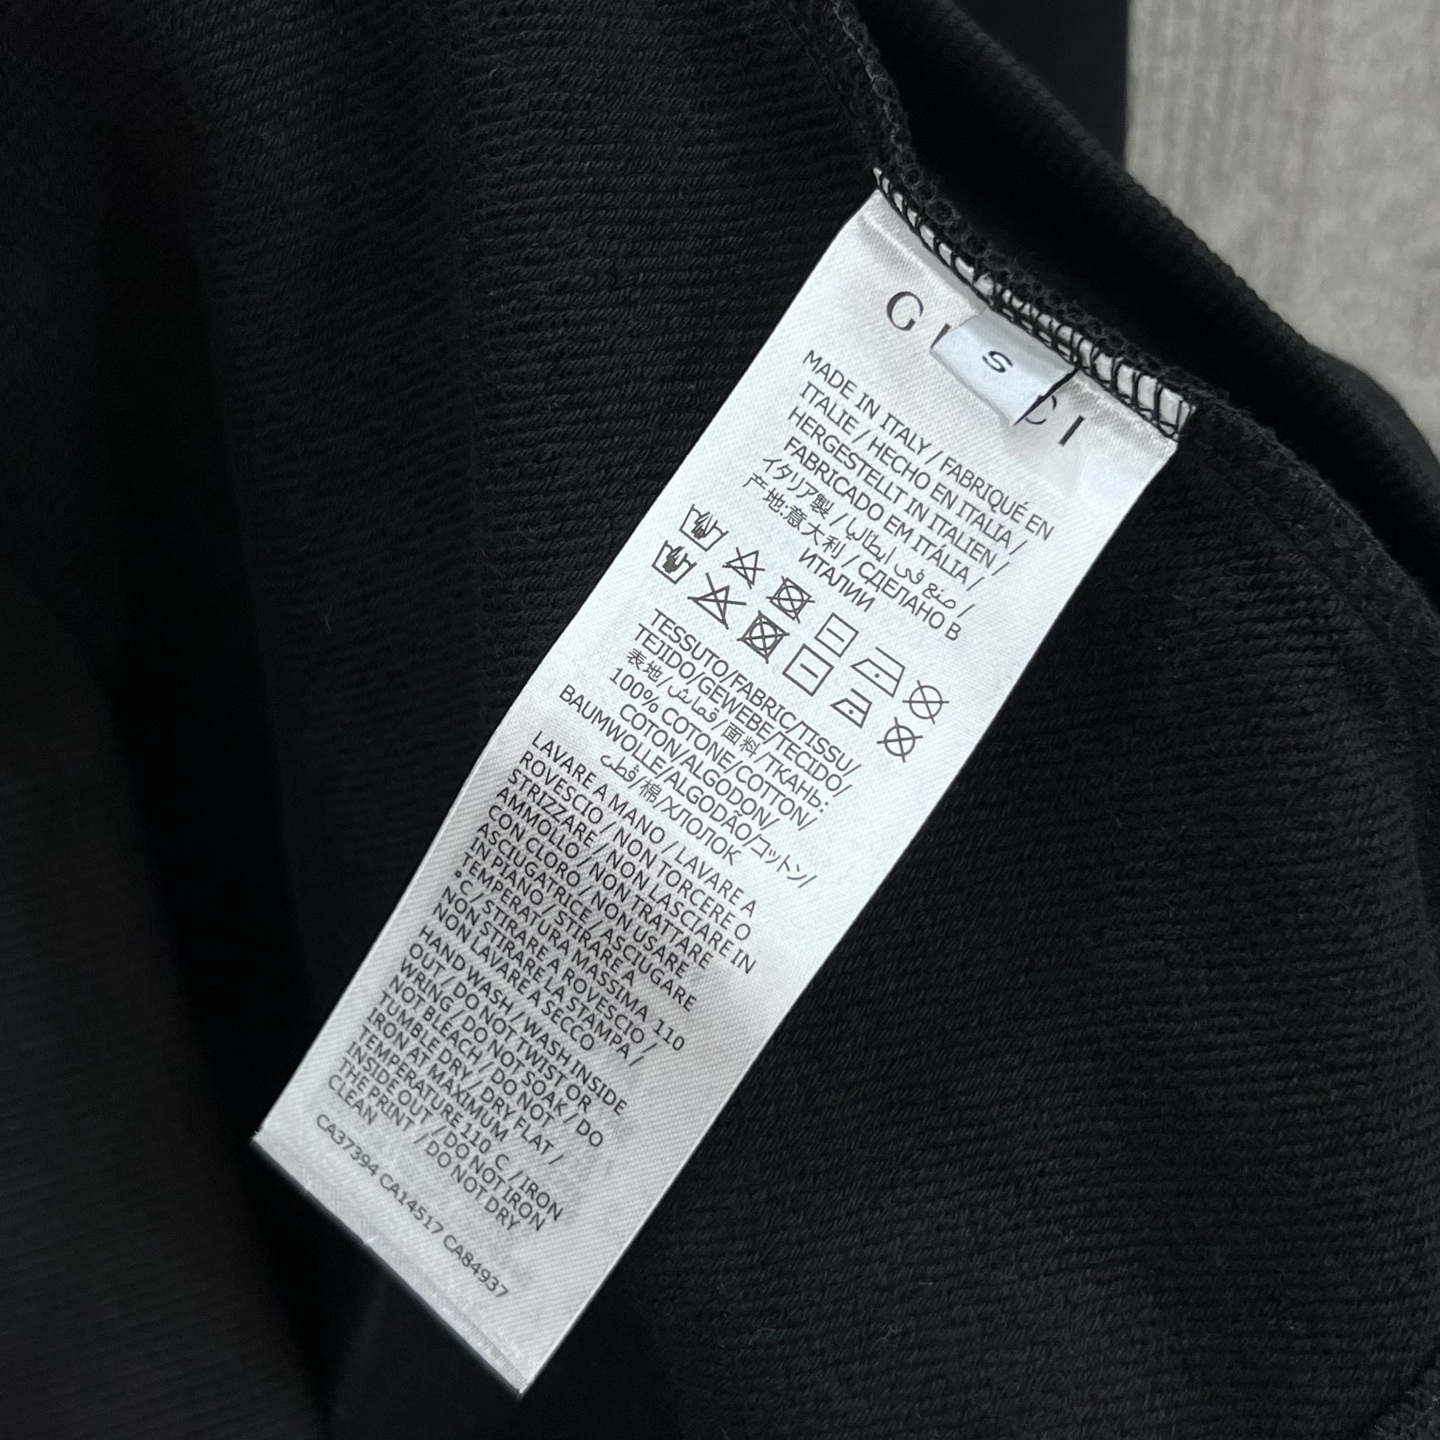 GUCCI
S
MADE IN ITALY / FABRIQUÉ EN
ITALIE / HECHO EN ITALIA /
HERGESTELLT IN ITALIEN /
FABRICADO EM ITÁLIA /
イタリア製 / صنع في ايطاليا /
产地:意大利 / СДЕЛАНО В
ИТАЛИИ
TESSUTO/FABRIC/TISSU/
TEJIDO/GEWEBE/TECIDO/
表地/قماش/面料/ТКАНЬ:
100% COTONE/COTTON/
COTON/ALGODON/
BAUMWOLLE/ALGODÃO/コットン/
قطن/棉/ХЛОПОК
LAVARE A MANO / LAVARE A
ROVESCIO / NON TORCERE O
STRIZZARE / NON LASCIARE IN
AMMOLLO / NON TRATTARE
CON CLORO / NON USARE
ASCIUGATRICE/ASCIUGARE
IN PIANO/STIRARE A
TEMPERATURA MASSIMA 110
°C/STIRARE A ROVESCIO /
NON STIRARE LA STAMPA /
NON LAVARE A SECCO
HAND WASH / WASH INSIDE
OUT / DO NOT TWIST OR
WRING / DO NOT SOAK / DO
NOT BLEACH / DO NOT
TUMBLE DRY / DRY FLAT /
IRON AT MAXIMUM
TEMPERATURE 110 C / IRON
INSIDE OUT / DO NOT IRON
THE PRINT / DO NOT DRY
CLEAN
CA37394 CA14517 CA84937